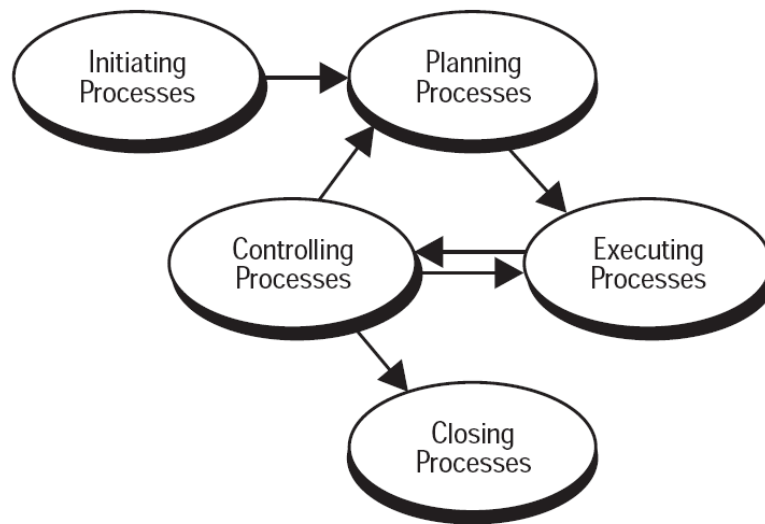 Initiating
Processes
Planning
Processes
Controlling
Processes
Executing
Processes
Closing
Processes